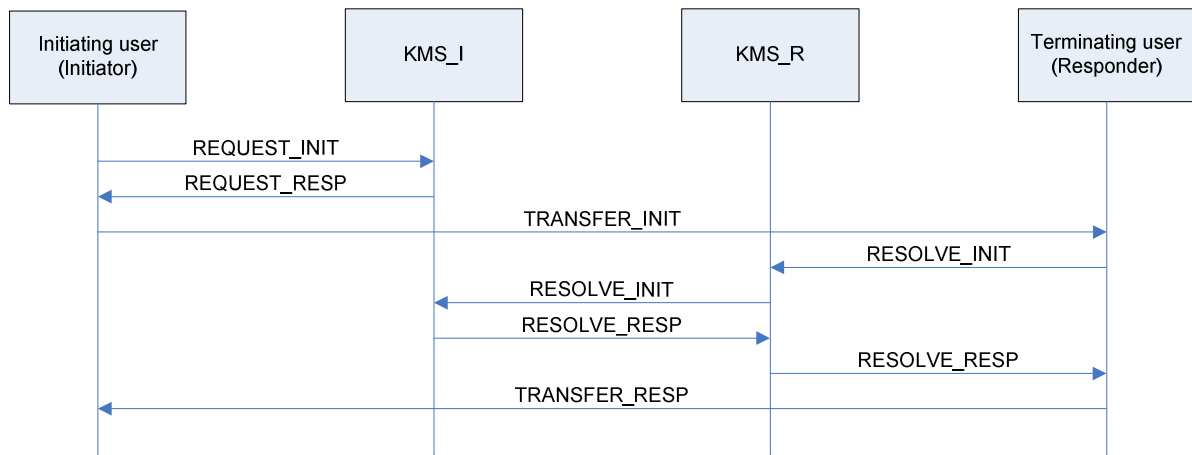 Initiating user
(Initiator)
KMS_I
KMS_R
Terminating user
(Responder)
REQUEST_INIT
REQUEST_RESP
TRANSFER_INIT
RESOLVE_INIT
RESOLVE_INIT
RESOLVE_RESP
RESOLVE_RESP
TRANSFER_RESP